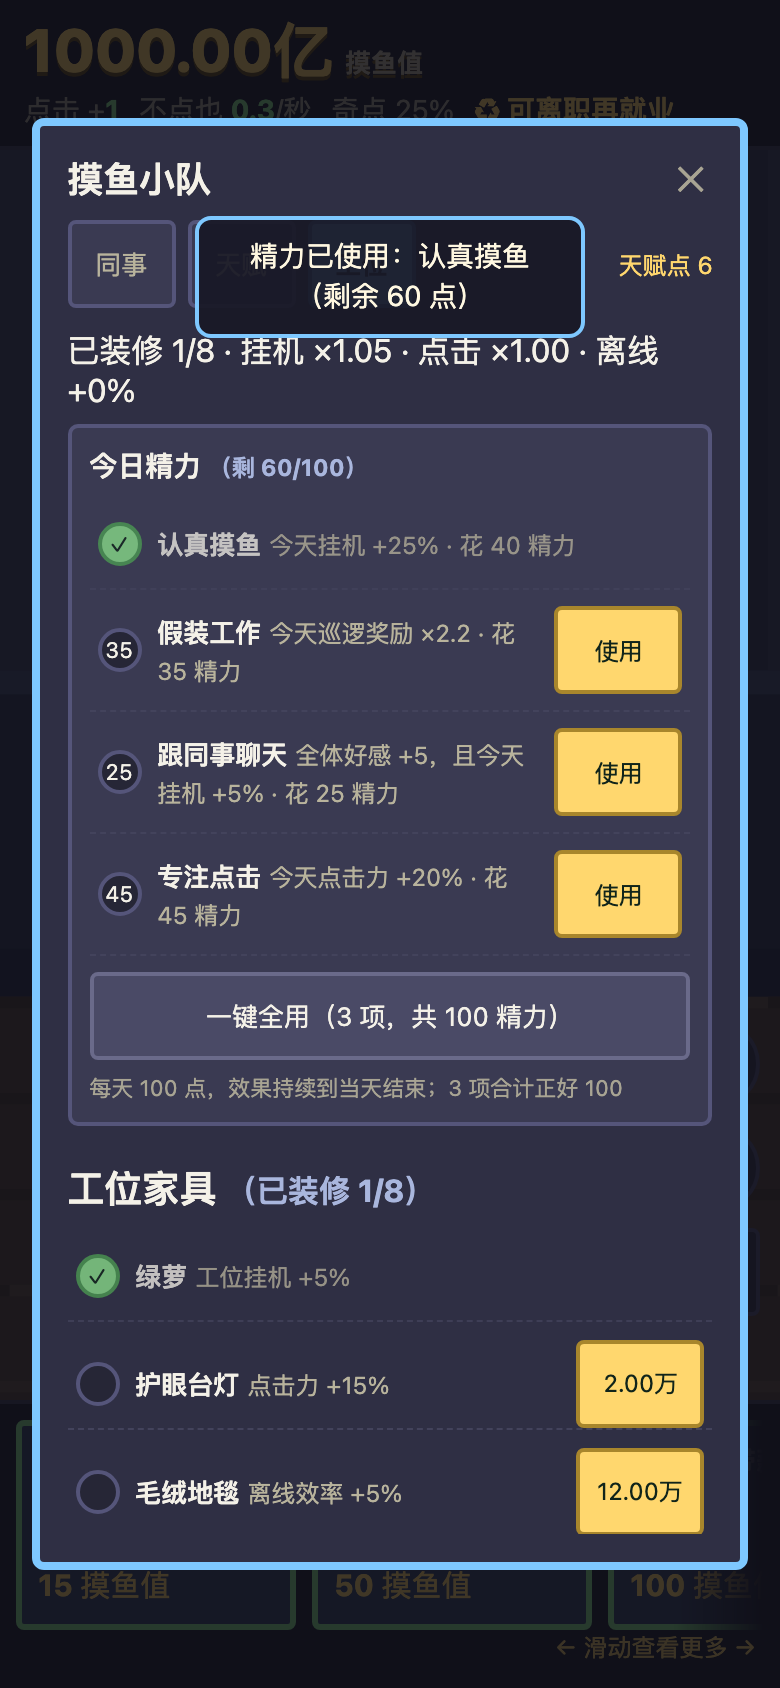 1000.00亿 摸鱼值
点击 +1 不点也 0.3/秒 奇点 25% ♻ 可离职再就业
摸鱼小队
同事
天赋点 6
精力已使用：认真摸鱼
（剩余 60 点）
已装修 1/8 · 挂机 ×1.05 · 点击 ×1.00 · 离线
+0%
今日精力 （剩 60/100）
认真摸鱼 今天挂机 +25% · 花 40 精力
35 假装工作 今天巡逻奖励 ×2.2 · 花
35 精力
使用
25 跟同事聊天 全体好感 +5，且今天
挂机 +5% · 花 25 精力
使用
45 专注点击 今天点击力 +20% · 花
45 精力
使用
一键全用（3 项，共 100 精力）
每天 100 点，效果持续到当天结束；3 项合计正好 100
工位家具 （已装修 1/8）
绿萝 工位挂机 +5%
护眼台灯 点击力 +15%
2.00万
毛绒地毯 离线效率 +5%
12.00万
15 摸鱼值
50 摸鱼值
100 摸鱼
← 滑动查看更多 →